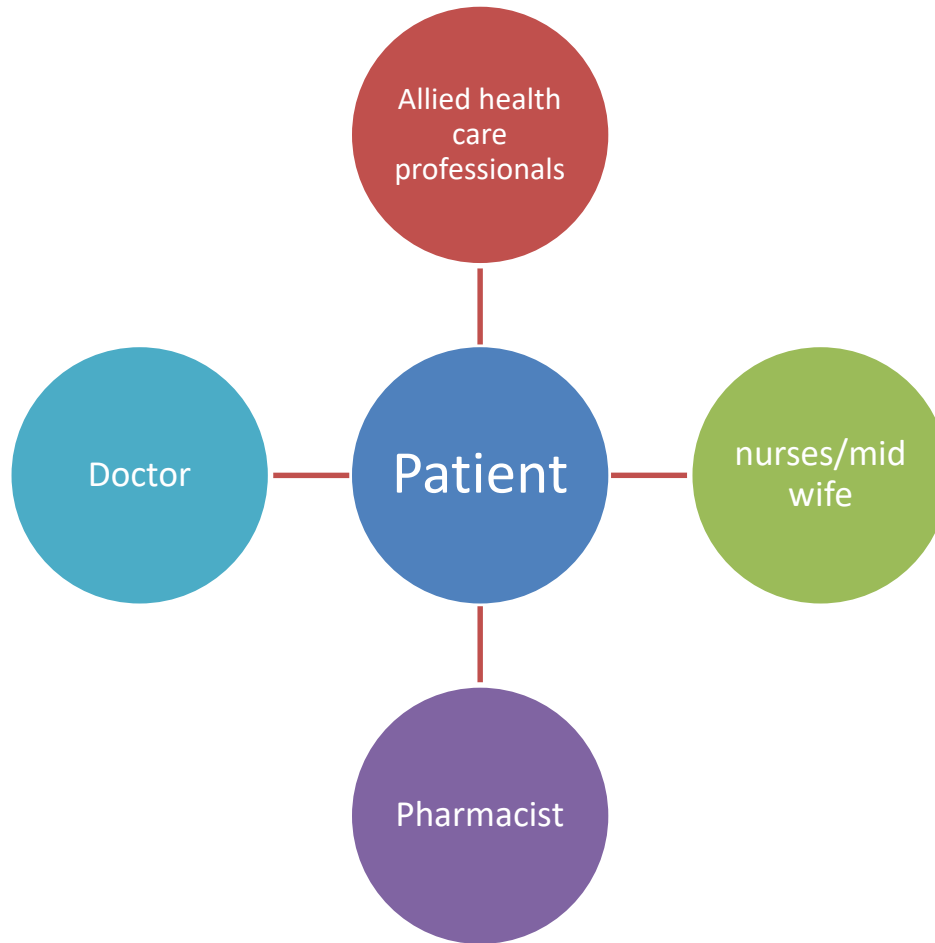 Allied health
care
professionals
Doctor
Patient
nurses/mid
wife
Pharmacist